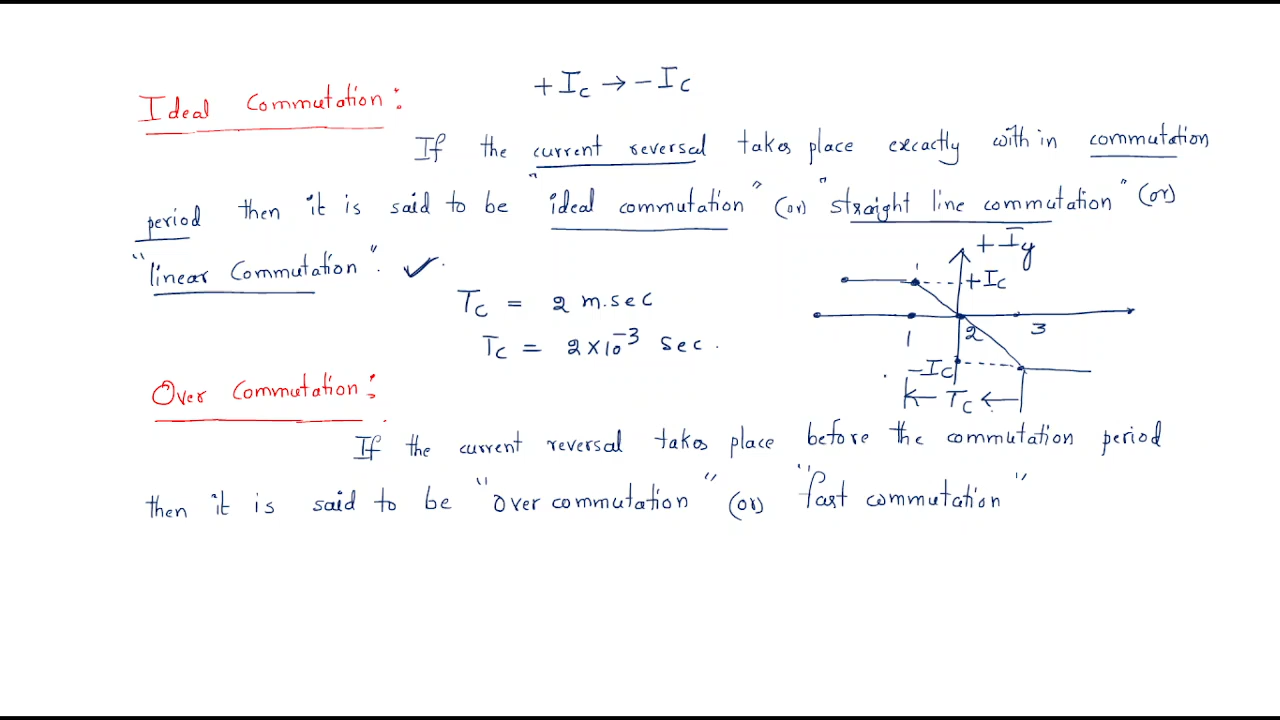 Ideal Commutation: +Ic → -Ic
If the current reversal takes place excactly with in commutation
period then it is said to be "ideal commutation" (or) "straight line commutation" (or)
"linear Commutation". ✓.
+Iy
+Ic
Tc = 2 m.sec
1 2 3
Tc = 2×10⁻³ sec.
-Ic
Tc
Over Commutation:
If the current reversal takes place before the commutation period
then it is said to be "Over commutation" (or) "fast commutation"